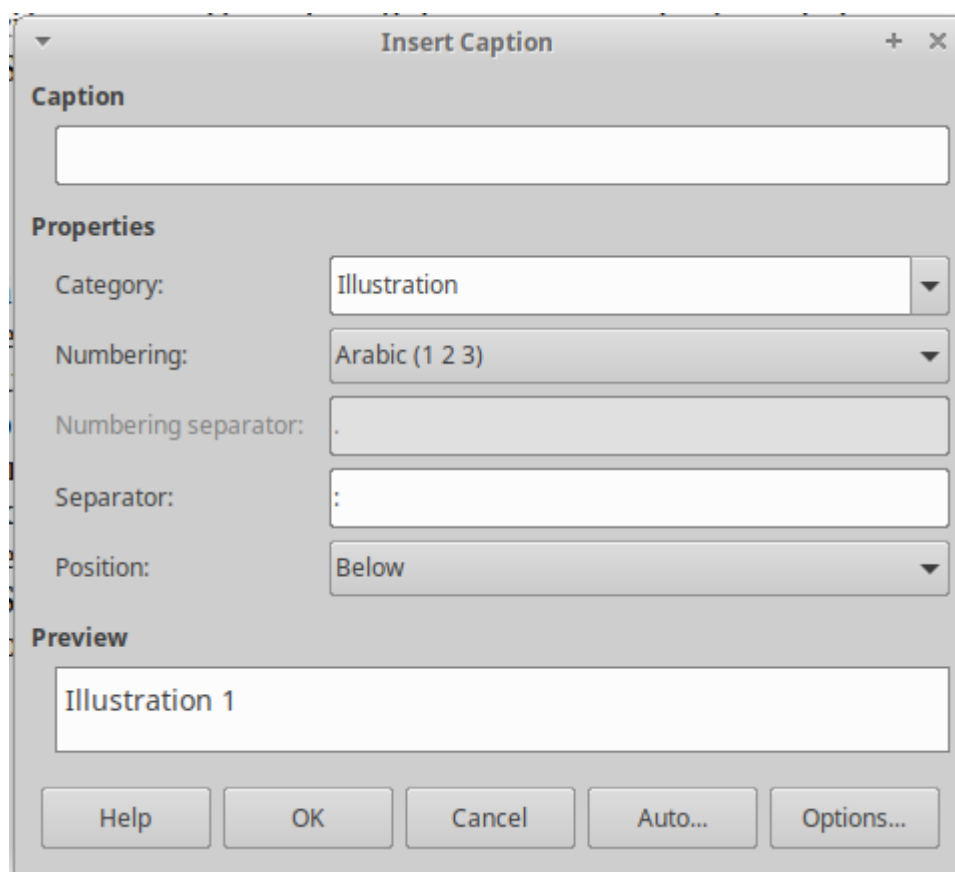 Insert Caption
Caption
Properties
Category: Illustration
Numbering: Arabic (1 2 3)
Numbering separator: .
Separator: :
Position: Below
Preview
Illustration 1
Help OK Cancel Auto... Options...